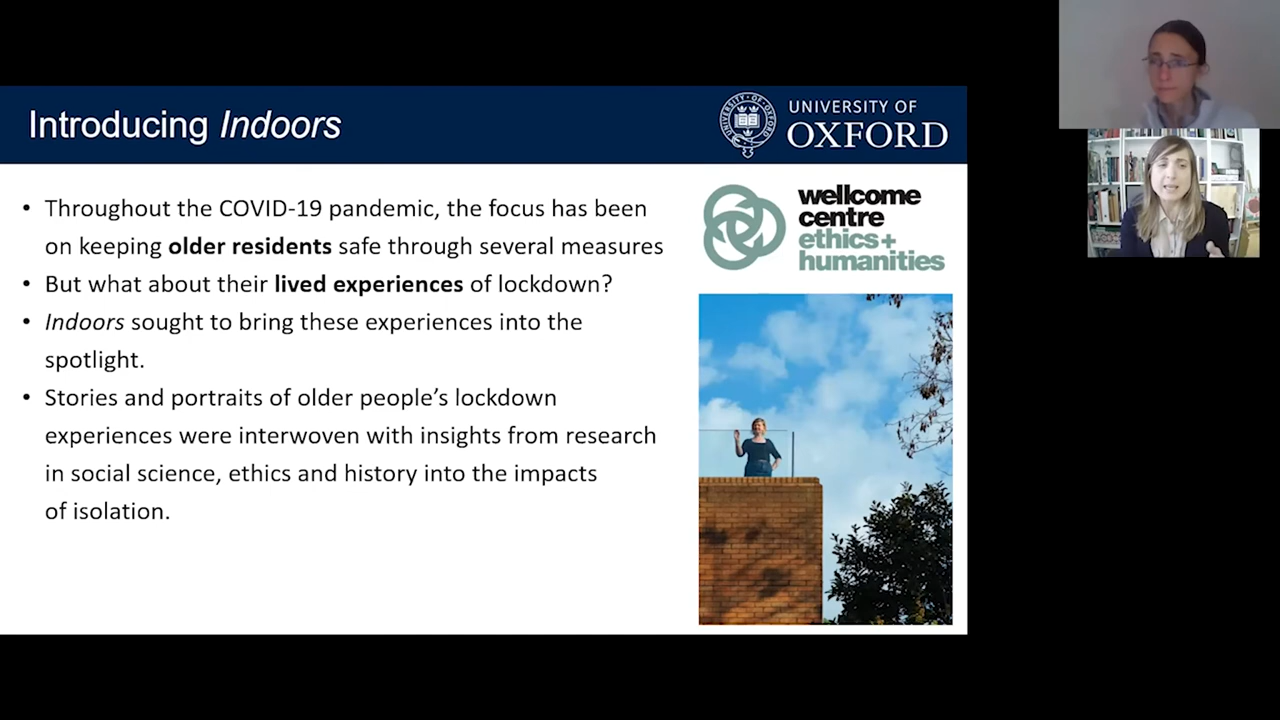 Introducing Indoors
UNIVERSITY OF
OXFORD
• Throughout the COVID-19 pandemic, the focus has been
on keeping older residents safe through several measures
• But what about their lived experiences of lockdown?
• Indoors sought to bring these experiences into the
spotlight.
• Stories and portraits of older people’s lockdown
experiences were interwoven with insights from research
in social science, ethics and history into the impacts
of isolation.
wellcome
centre
ethics+
humanities